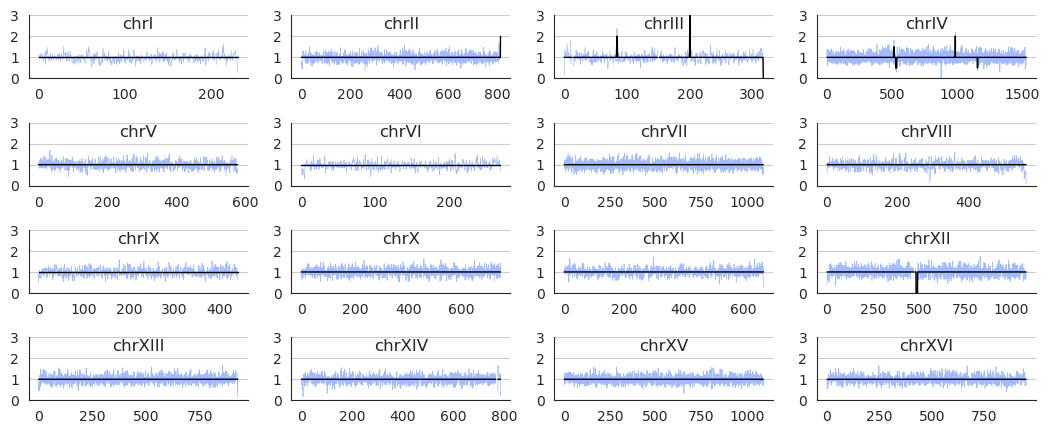 chrI chrII chrIII chrIV
3 3 3 3
2 2 2 2
1 1 1 1
0 0 0 0
0 100 200 0 200 400 600 800 0 100 200 300 0 500 1000 1500
chrV chrVI chrVII chrVIII
3 3 3 3
2 2 2 2
1 1 1 1
0 0 0 0
0 200 400 600 0 100 200 0 250 500 750 1000 0 200 400
chrIX chrX chrXI chrXII
3 3 3 3
2 2 2 2
1 1 1 1
0 0 0 0
0 100 200 300 400 0 200 400 600 0 200 400 600 0 250 500 750 1000
chrXIII chrXIV chrXV chrXVI
3 3 3 3
2 2 2 2
1 1 1 1
0 0 0 0
0 250 500 750 0 200 400 600 800 0 250 500 750 1000 0 250 500 750